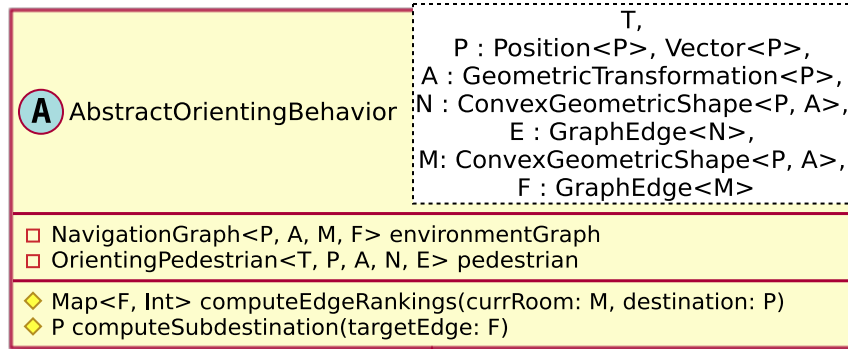 T,
P : Position<P>, Vector<P>,
A : GeometricTransformation<P>,
A AbstractOrientingBehavior
N : ConvexGeometricShape<P, A>,
E : GraphEdge<N>,
M: ConvexGeometricShape<P, A>,
F : GraphEdge<M>
NavigationGraph<P, A, M, F> environmentGraph
OrientingPedestrian<T, P, A, N, E> pedestrian
Map<F, Int> computeEdgeRankings(currRoom: M, destination: P)
P computeSubdestination(targetEdge: F)